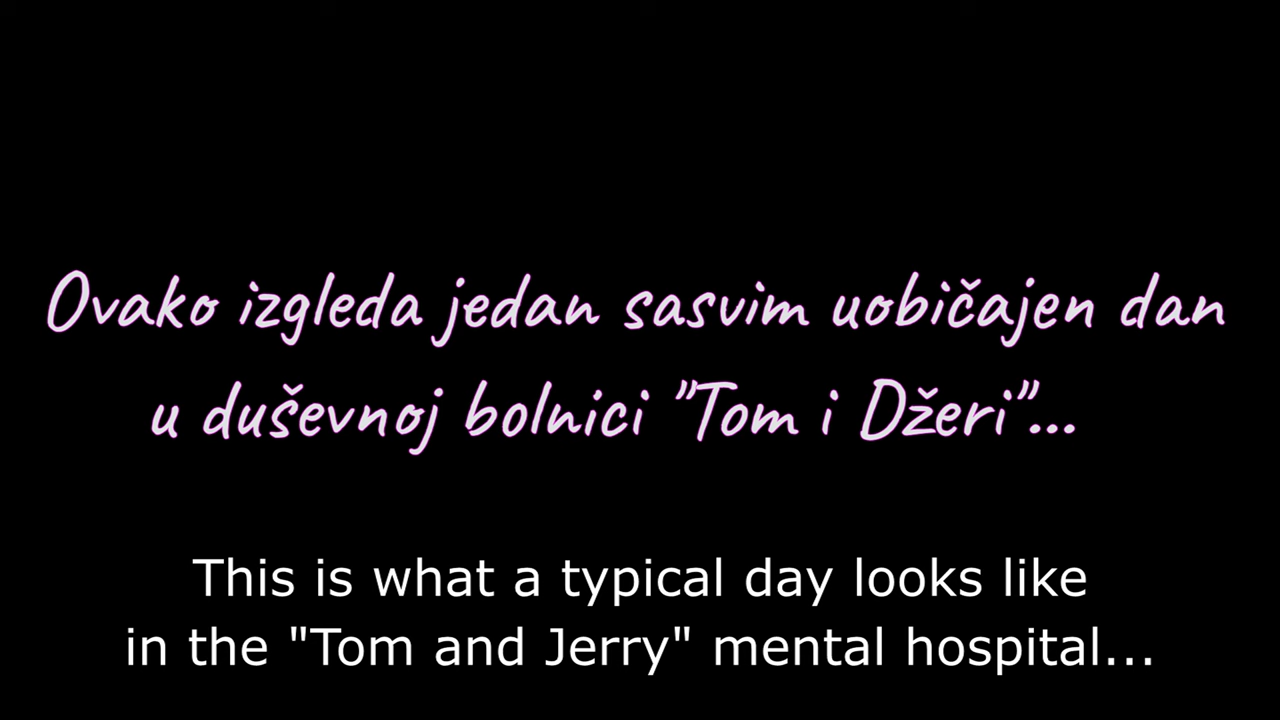 Ovako izgleda jedan sasvim uobičajen dan
u duševnoj bolnici "Tom i Džeri"...
This is what a typical day looks like
in the "Tom and Jerry" mental hospital...